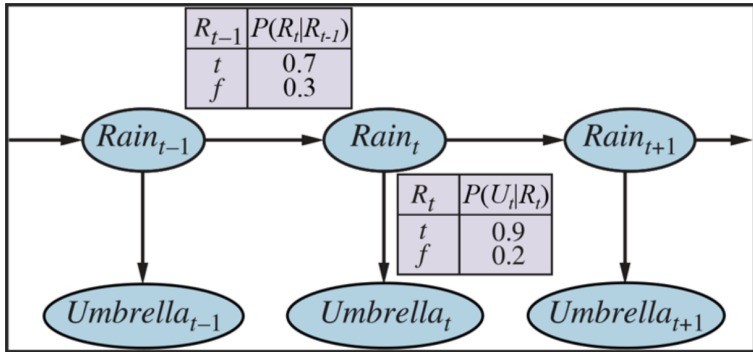 R_{t–1} P(R_t|R_{t-1})
t 0.7
f 0.3
Rain_{t–1} Rain_t Rain_{t+1}
R_t P(U_t|R_t)
t 0.9
f 0.2
Umbrella_{t–1} Umbrella_t Umbrella_{t+1}